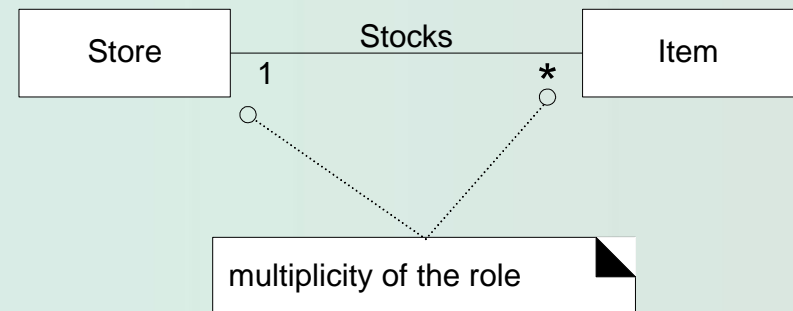 Store
Stocks
Item
1
*
multiplicity of the role